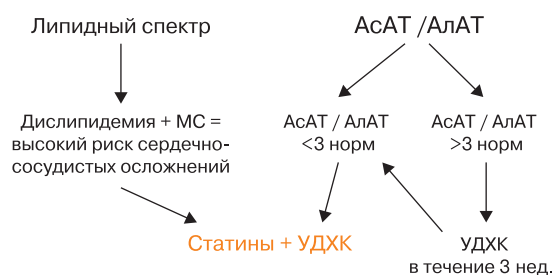 Липидный спектр
АсАТ /АлАТ
Дислипидемия + МС =
высокий риск сердечно-
сосудистых осложнений
АсАТ / АлАТ
<3 норм
АсАТ / АлАТ
>3 норм
Статины + УДХК
УДХК
в течение 3 нед.